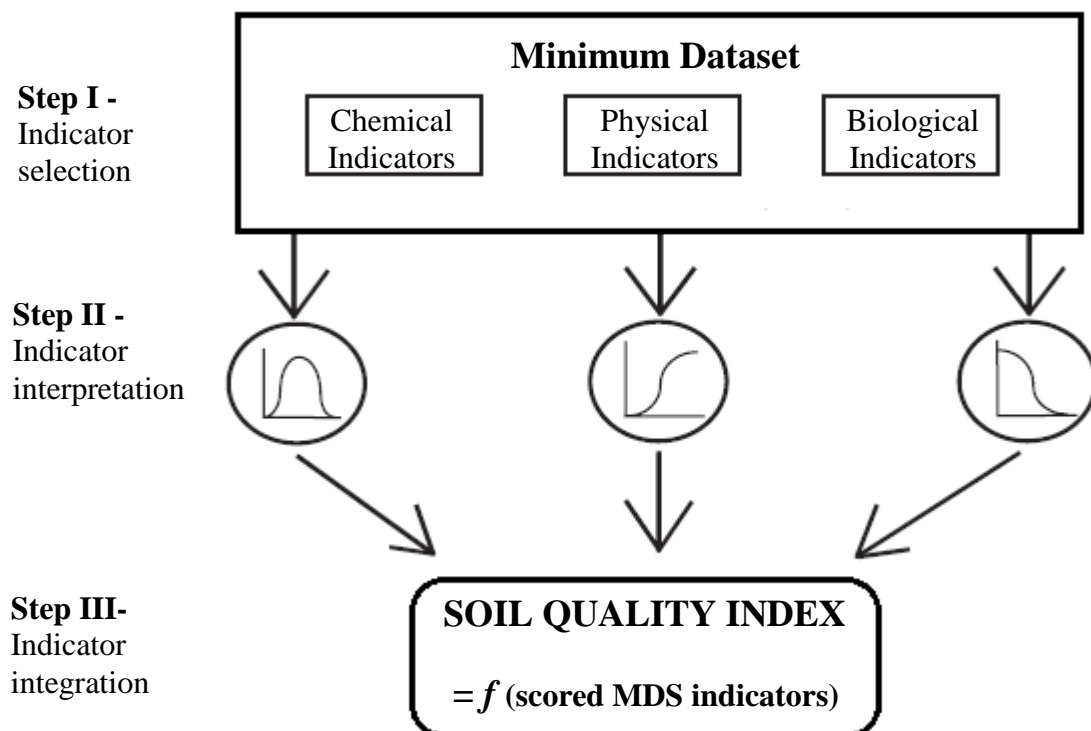 Minimum Dataset
Step I -
Indicator
selection
Chemical
Indicators
Physical
Indicators
Biological
Indicators
Step II -
Indicator
interpretation
Step III-
Indicator
integration
SOIL QUALITY INDEX
= f (scored MDS indicators)